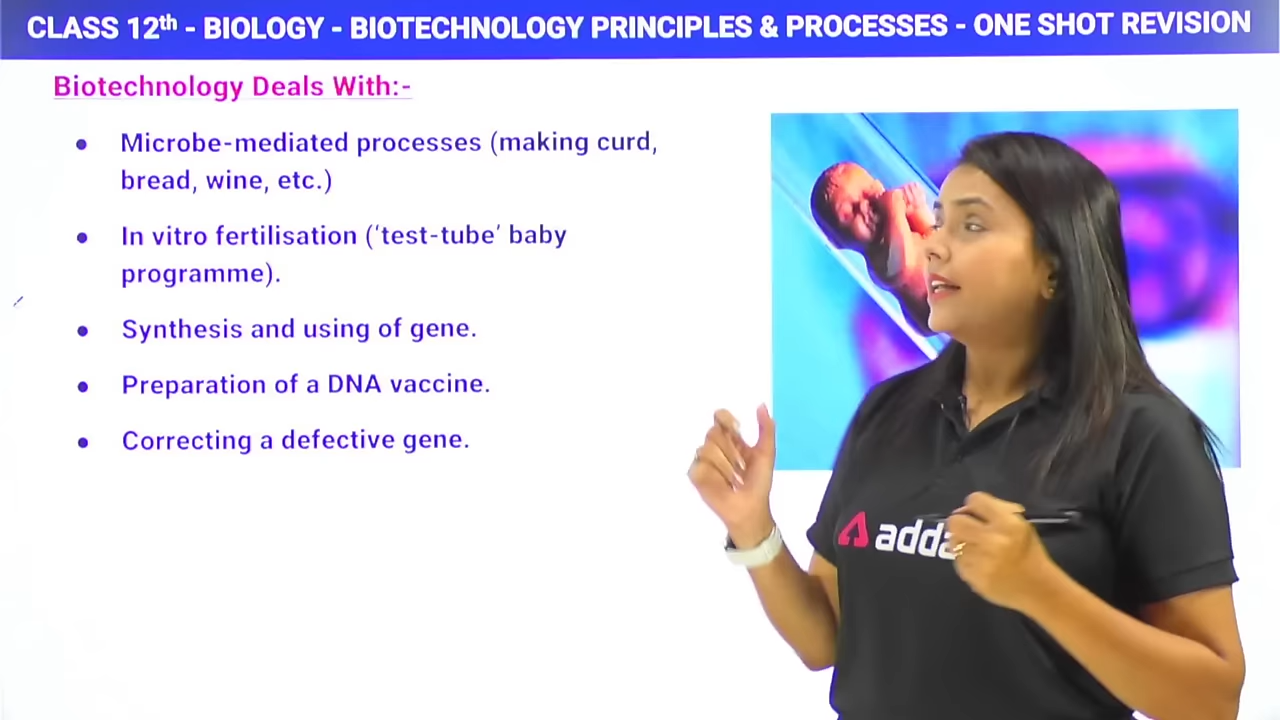 CLASS 12th - BIOLOGY - BIOTECHNOLOGY PRINCIPLES & PROCESSES - ONE SHOT REVISION
Biotechnology Deals With:-
• Microbe-mediated processes (making curd,
bread, wine, etc.)
• In vitro fertilisation (‘test-tube’ baby
programme).
• Synthesis and using of gene.
• Preparation of a DNA vaccine.
• Correcting a defective gene.
adda